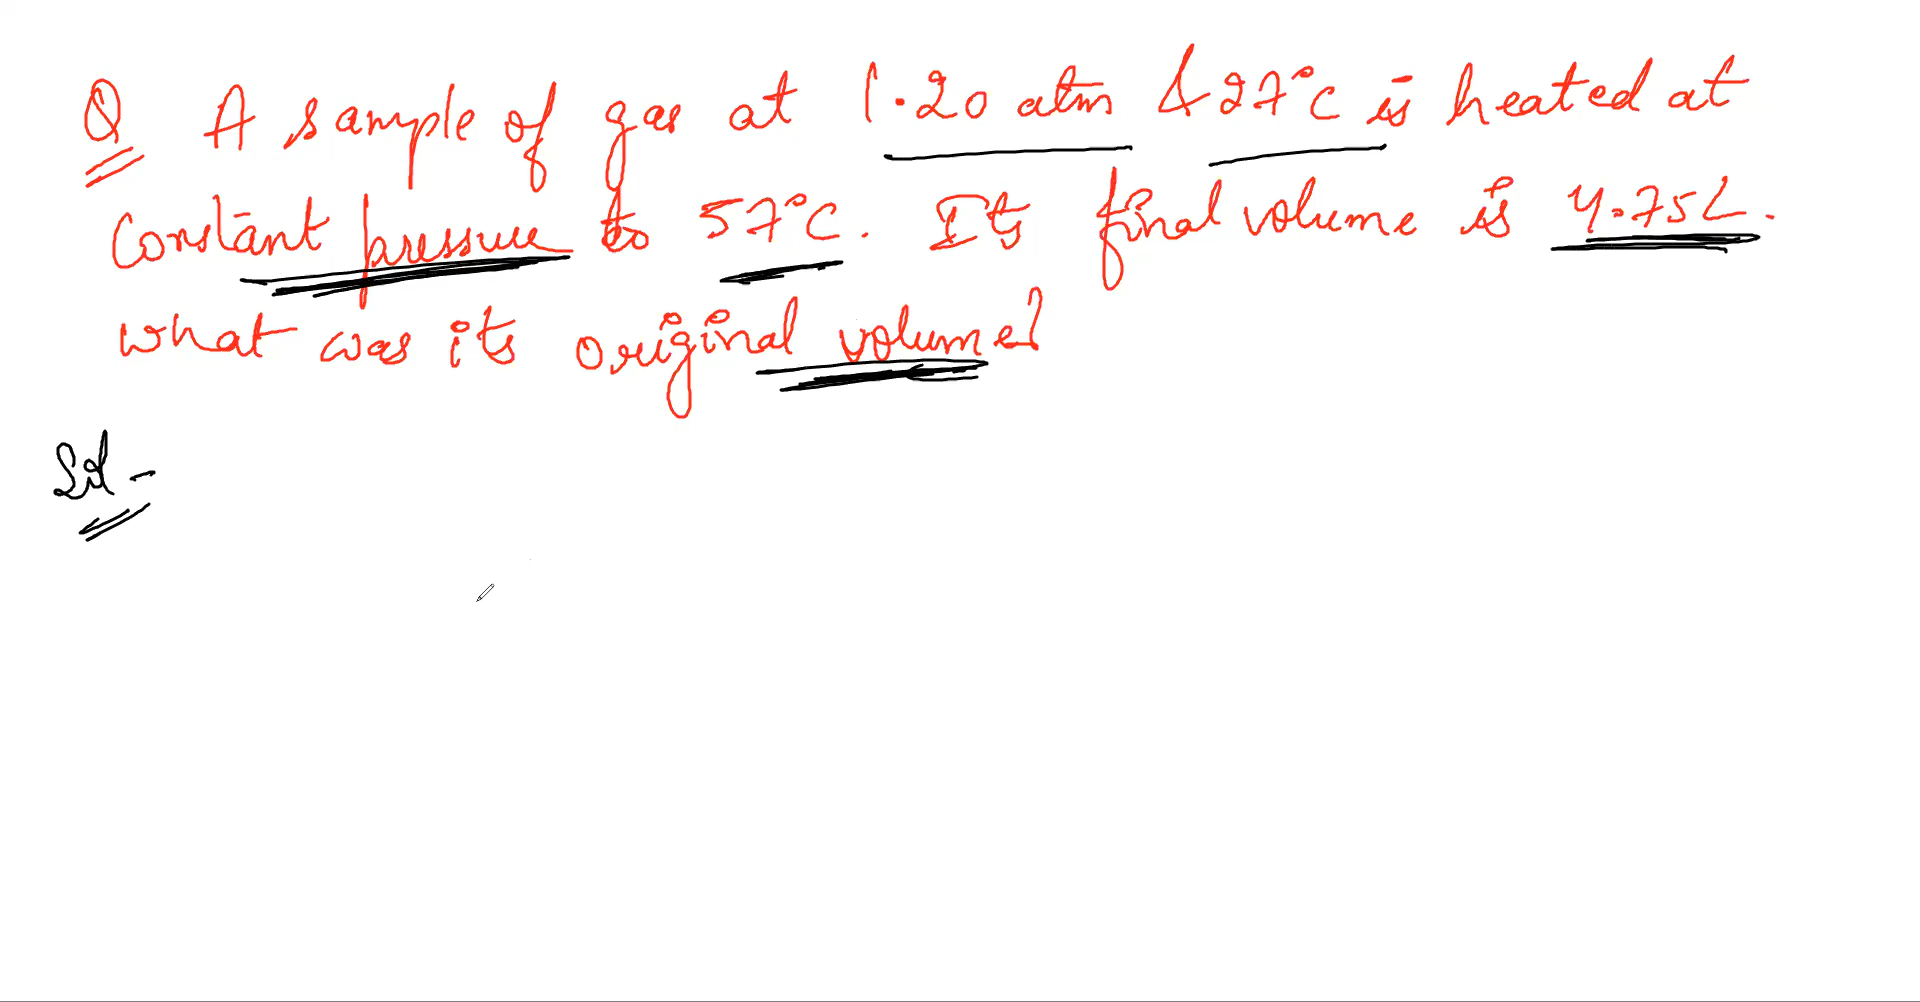 Q A sample of gas at 1.20 atm & 27°C is heated at
constant pressure to 57°C. Its final volume is 4.75L.
what was its original volume?
Sol -